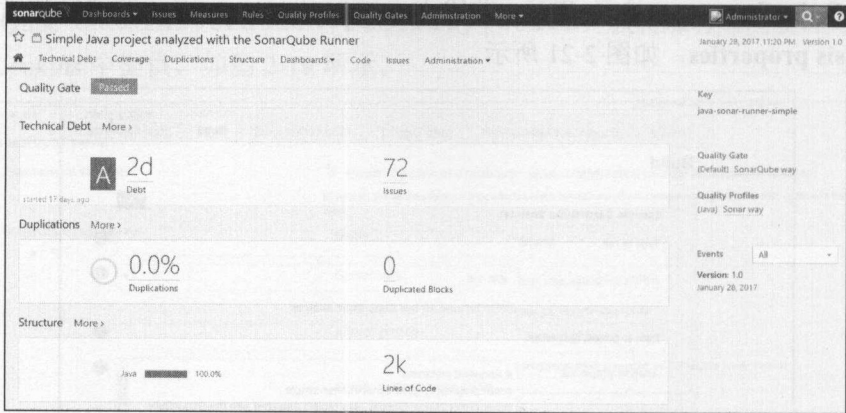 sonarqube Dashboards Issues Measures Rules Quality Profiles Quality Gates Administration More Administrator
Simple Java project analyzed with the SonarQube Runner
January 28, 2017 11:20 PM Version 1.0
Technical Debt Coverage Duplications Structure Dashboards Code Issues Administration
Quality Gate Passed
Key
java-sonar-runner-simple
Technical Debt More
A 2d
Debt
72
Issues
started 17 days ago
Quality Gate
(Default) SonarQube way
Quality Profiles
(Java) Sonar way
Duplications More
0.0%
Duplications
0
Duplicated Blocks
Events All
Version: 1.0
January 28, 2017
Structure More
Java 100.0%
2k
Lines of Code